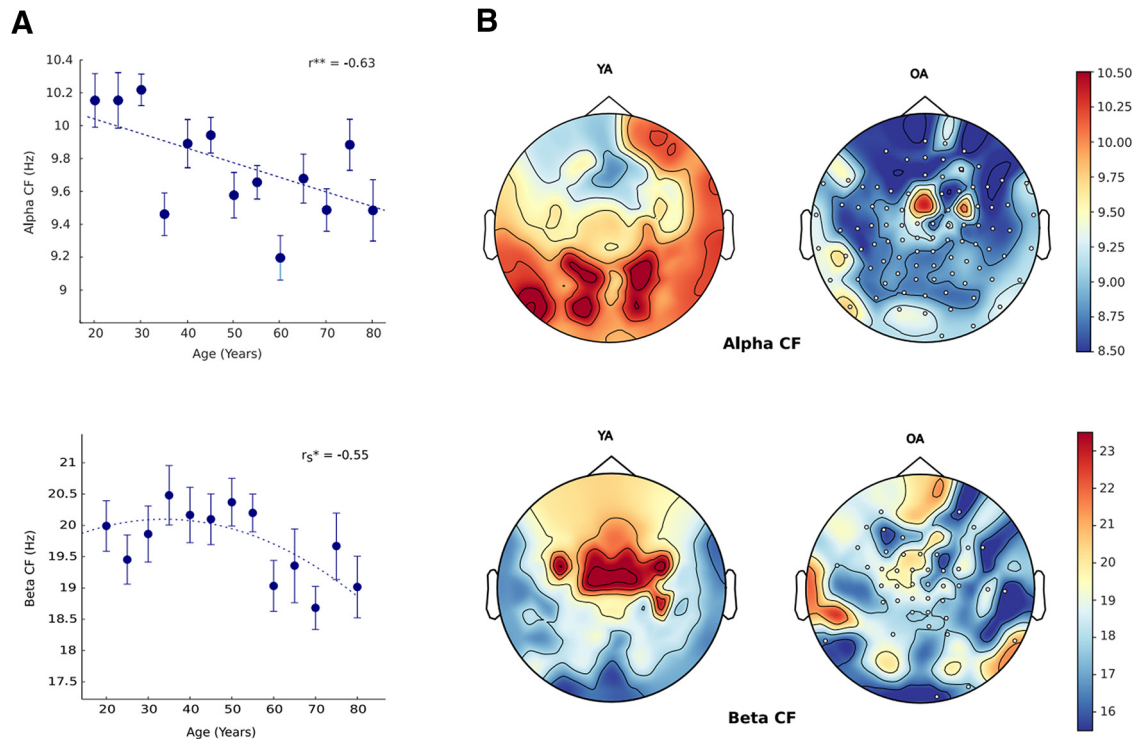 A
B
r** = -0.63
10.4
10.2
10
9.8
9.6
9.4
9.2
9
Alpha CF (Hz)
20 30 40 50 60 70 80
Age (Years)
YA
OA
Alpha CF
10.50
10.25
10.00
9.75
9.50
9.25
9.00
8.75
8.50
rs* = -0.55
21
20.5
20
19.5
19
18.5
18
17.5
Beta CF (Hz)
10 20 30 40 50 60 70 80
Age (Years)
YA
OA
Beta CF
23
22
21
20
19
18
17
16